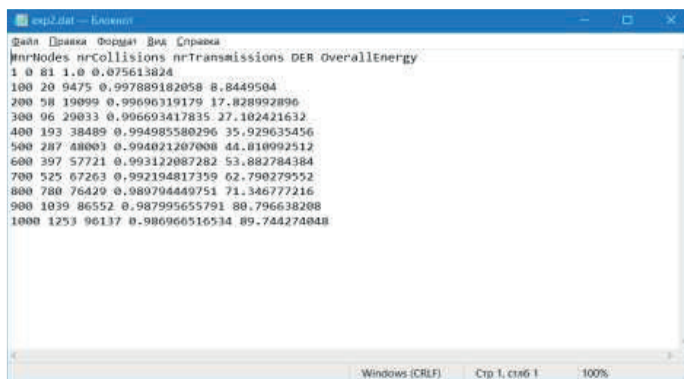 exp2.dat — Блокнот
Файл Правка Формат Вид Справка
#nrNodes nrCollisions nrTransmissions DER OverallEnergy
1 0 81 1.0 0.075613824
100 20 9475 0.997889182058 8.8449504
200 58 19099 0.99696319179 17.828992896
300 96 29033 0.996693417835 27.102421632
400 193 38489 0.994985580296 35.929635456
500 287 48003 0.994021207008 44.810992512
600 397 57721 0.993122087282 53.882784384
700 525 67263 0.992194817359 62.790279552
800 780 76429 0.989794449751 71.346777216
900 1039 86552 0.987995655791 80.796638208
1000 1253 96137 0.986966516534 89.744274048
Windows (CRLF) Стр 1, стлб 1 100%